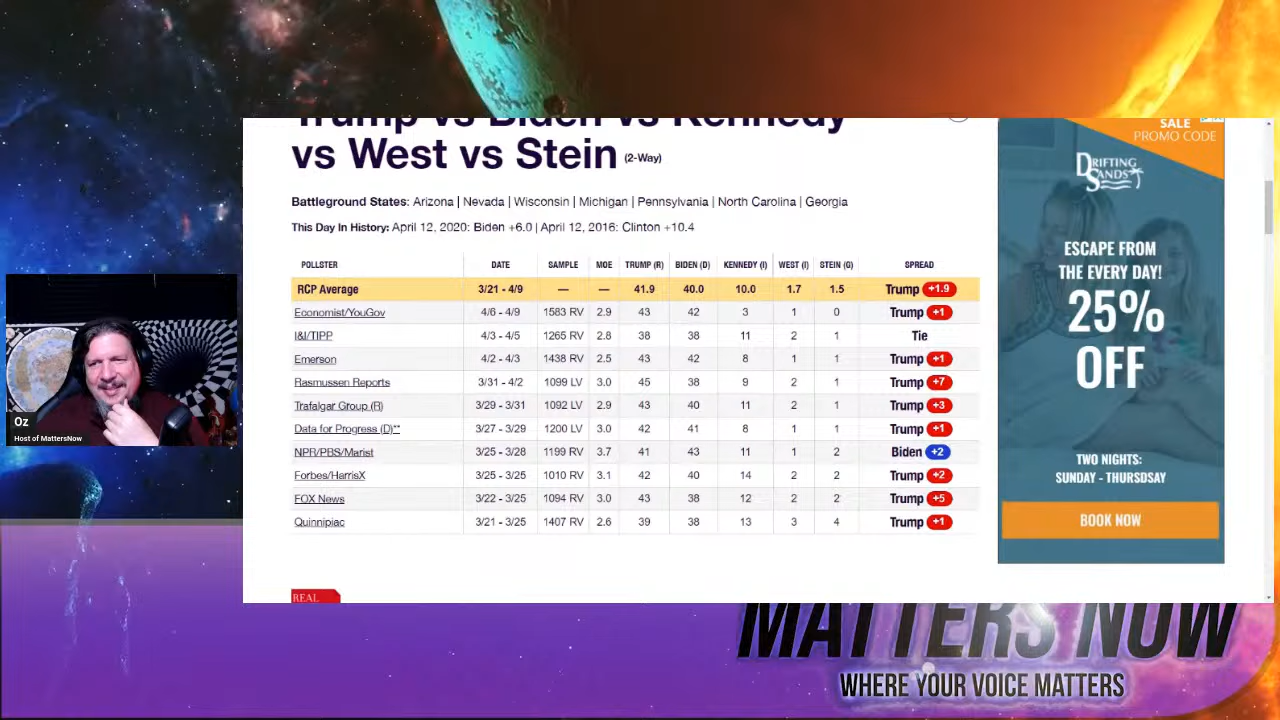 Trump vs Biden vs Kennedy
vs West vs Stein (2-Way)
Battleground States: Arizona | Nevada | Wisconsin | Michigan | Pennsylvania | North Carolina | Georgia
This Day In History: April 12, 2020: Biden +6.0 | April 12, 2016: Clinton +10.4
POLLSTER DATE SAMPLE MOE TRUMP (R) BIDEN (D) KENNEDY (I) WEST (I) STEIN (G) SPREAD
RCP Average 3/21 - 4/9 — — 41.9 40.0 10.0 1.7 1.5 Trump +1.9
Economist/YouGov 4/6 - 4/9 1583 RV 2.9 43 42 3 1 0 Trump +1
I&I/TIPP 4/3 - 4/5 1265 RV 2.8 38 38 11 2 1 Tie
Emerson 4/2 - 4/3 1438 RV 2.5 43 42 8 1 1 Trump +1
Rasmussen Reports 3/31 - 4/2 1099 LV 3.0 45 38 9 2 1 Trump +7
Trafalgar Group (R) 3/29 - 3/31 1092 LV 2.9 43 40 11 2 1 Trump +3
Data for Progress (D)** 3/27 - 3/29 1200 LV 3.0 42 41 8 1 1 Trump +1
NPR/PBS/Marist 3/25 - 3/28 1199 RV 3.7 41 43 11 1 2 Biden +2
Forbes/HarrisX 3/25 - 3/25 1010 RV 3.1 42 40 14 2 2 Trump +2
FOX News 3/22 - 3/25 1094 RV 3.0 43 38 12 2 2 Trump +5
Quinnipiac 3/21 - 3/25 1407 RV 2.6 39 38 13 3 4 Trump +1
REAL
SALE
PROMO CODE
DRIFTING
SANDS
ESCAPE FROM
THE EVERY DAY!
25%
OFF
TWO NIGHTS:
SUNDAY - THURSDSAY
BOOK NOW
Oz
Host of MattersNow
MATTERS NOW
WHERE YOUR VOICE MATTERS